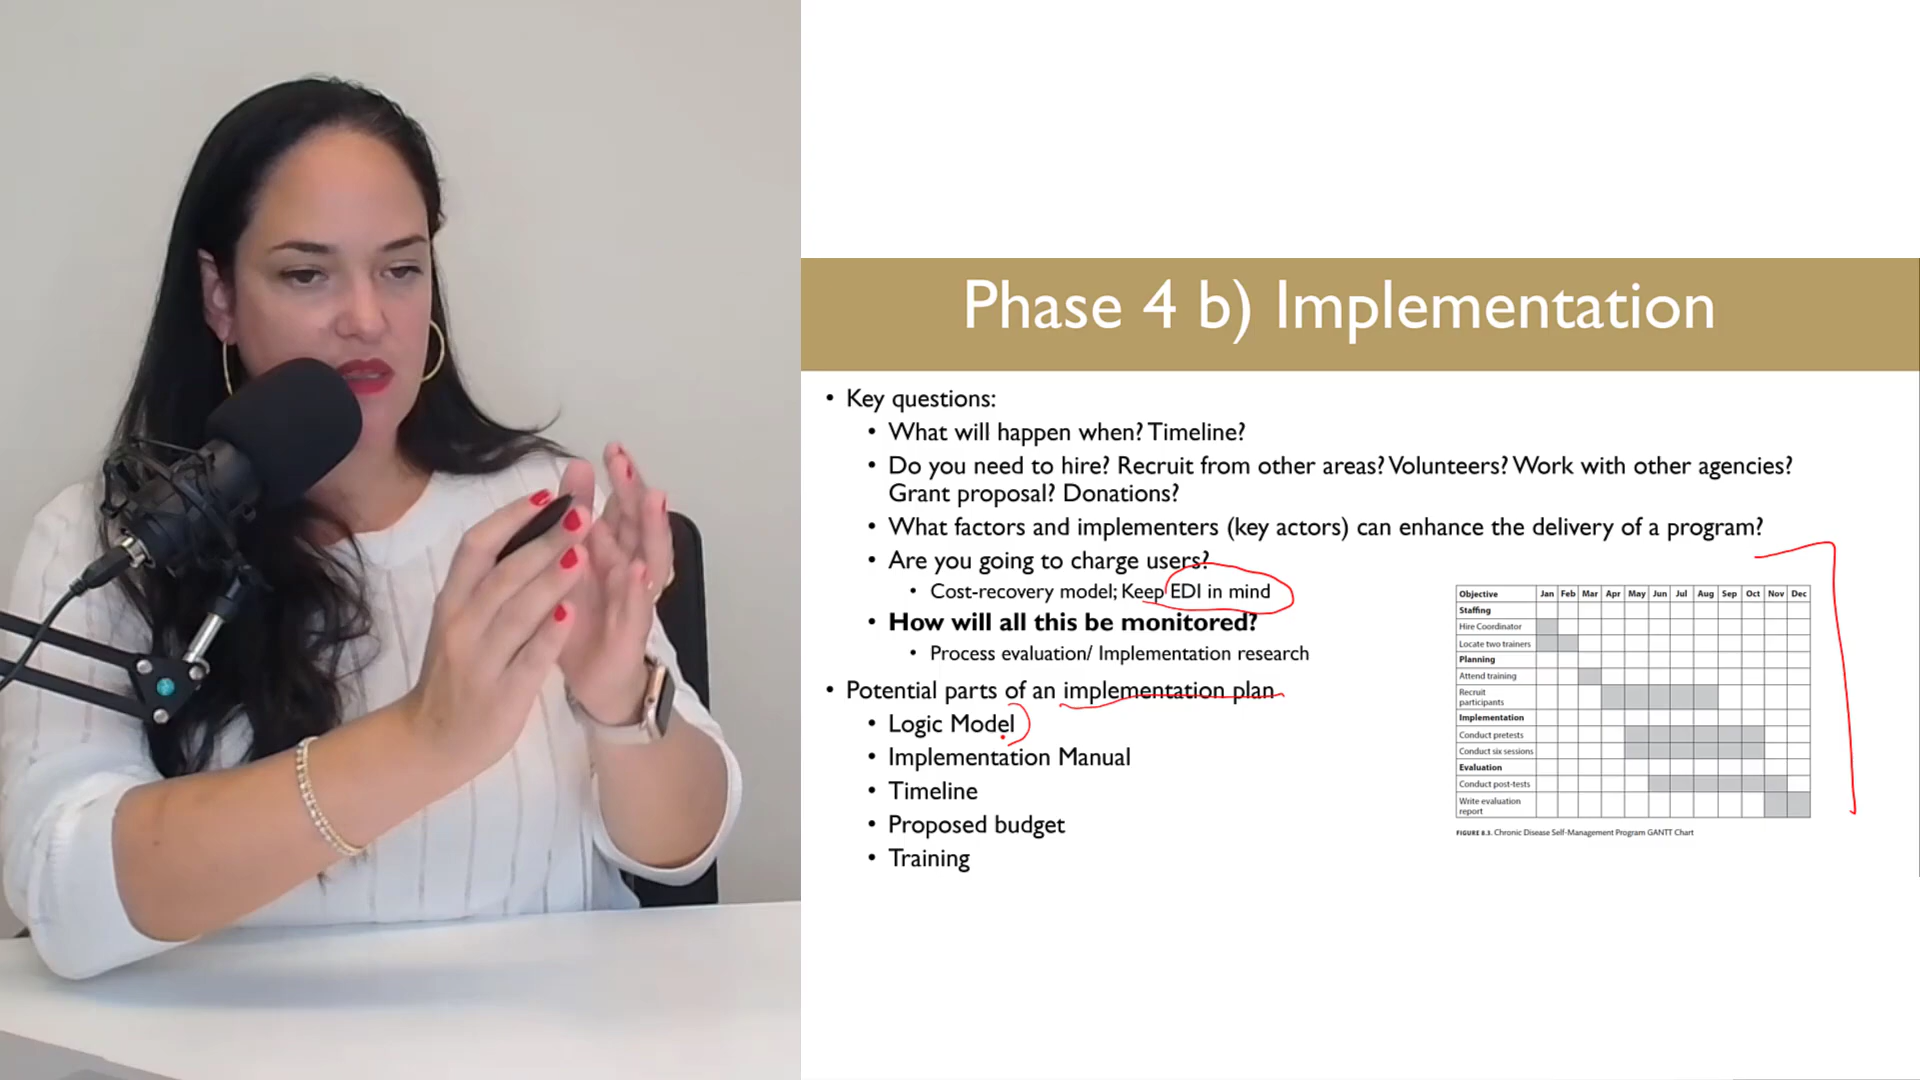 Phase 4 b) Implementation
• Key questions:
• What will happen when? Timeline?
• Do you need to hire? Recruit from other areas? Volunteers? Work with other agencies?
Grant proposal? Donations?
• What factors and implementers (key actors) can enhance the delivery of a program?
• Are you going to charge users?
• Cost-recovery model; Keep EDI in mind
• How will all this be monitored?
• Process evaluation/ Implementation research
• Potential parts of an implementation plan
• Logic Model
• Implementation Manual
• Timeline
• Proposed budget
• Training
Objective Jan Feb Mar Apr May Jun Jul Aug Sep Oct Nov Dec
Staffing
Hire Coordinator
Locate two trainers
Planning
Attend training
Recruit
participants
Implementation
Conduct pretests
Conduct six sessions
Evaluation
Conduct post-tests
Write evaluation
report
FIGURE 8.3. Chronic Disease Self-Management Program GANTT Chart